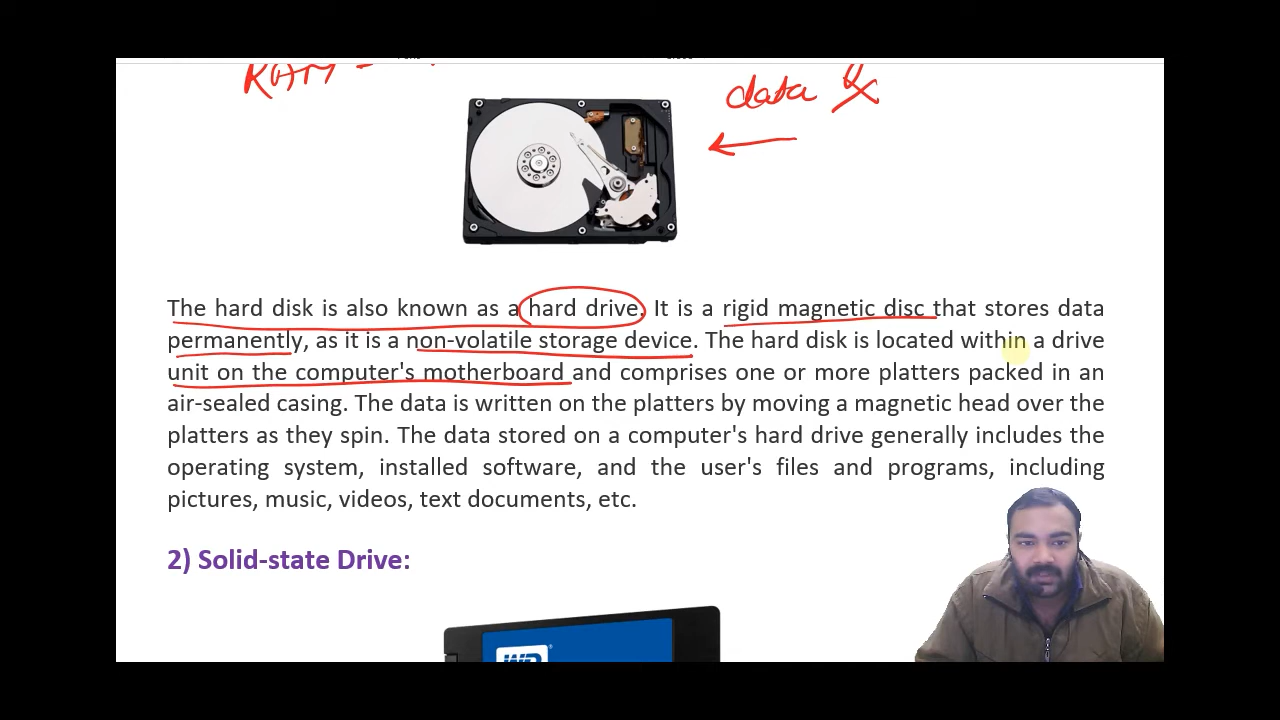 RAM
data
The hard disk is also known as a hard drive. It is a rigid magnetic disc that stores data
permanently, as it is a non-volatile storage device. The hard disk is located within a drive
unit on the computer's motherboard and comprises one or more platters packed in an
air-sealed casing. The data is written on the platters by moving a magnetic head over the
platters as they spin. The data stored on a computer's hard drive generally includes the
operating system, installed software, and the user's files and programs, including
pictures, music, videos, text documents, etc.
2) Solid-state Drive:
WD